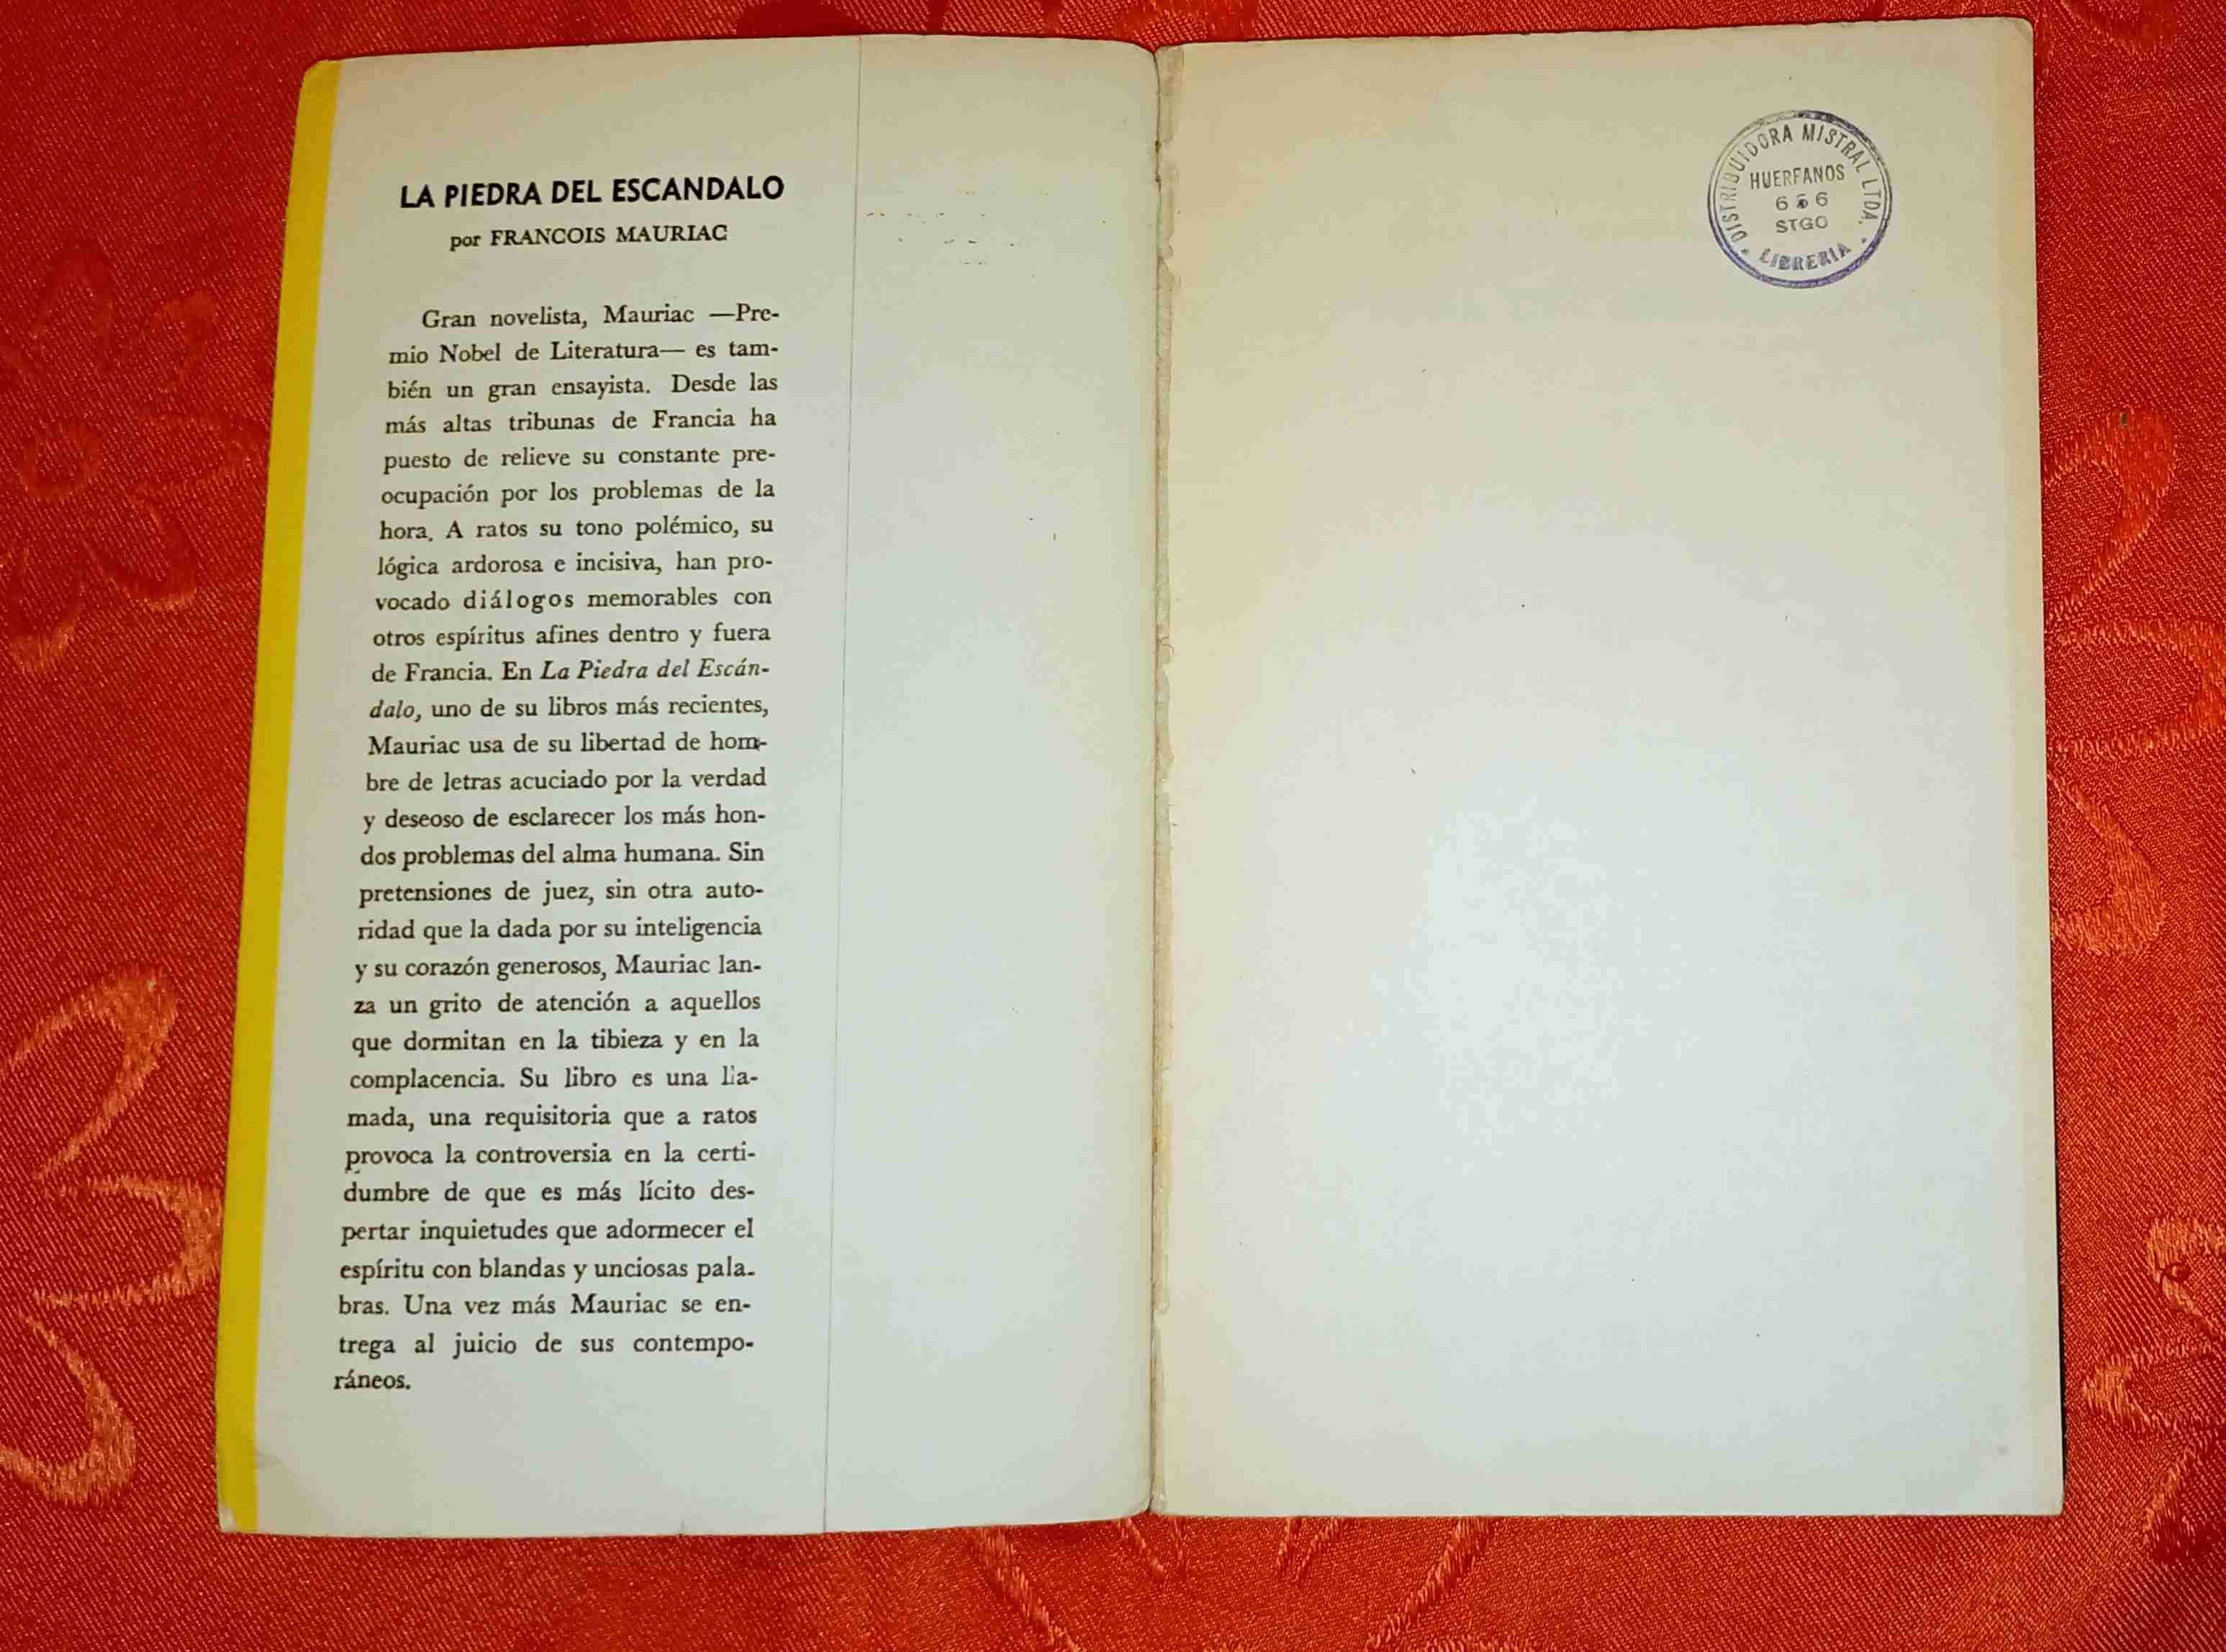 LA PIEDRA DEL ESCANDALO
por FRANCOIS MAURIAC
Gran novelista, Mauriac —Pre-
mio Nobel de Literatura— es tam-
bién un gran ensayista. Desde las
más altas tribunas de Francia ha
puesto de relieve su constante pre-
ocupación por los problemas de la
hora. A ratos su tono polémico, su
lógica ardorosa e incisiva, han pro-
vocado diálogos memorables con
otros espíritus afines dentro y fuera
de Francia. En La Piedra del Escán-
dalo, uno de su libros más recientes,
Mauriac usa de su libertad de hom-
bre de letras acuciado por la verdad
y deseoso de esclarecer los más hon-
dos problemas del alma humana. Sin
pretensiones de juez, sin otra auto-
ridad que la dada por su inteligencia
y su corazón generosos, Mauriac lan-
za un grito de atención a aquellos
que dormitan en la tibieza y en la
complacencia. Su libro es una lla-
mada, una requisitoria que a ratos
provoca la controversia en la certi-
dumbre de que es más lícito des-
pertar inquietudes que adormecer el
espíritu con blandas y unciosas pala-
bras. Una vez más Mauriac se en-
trega al juicio de sus contempo-
ráneos.
DISTRIBUIDORA MISTRAL LTDA.
HUERFANOS
STGO
LIBRERIA